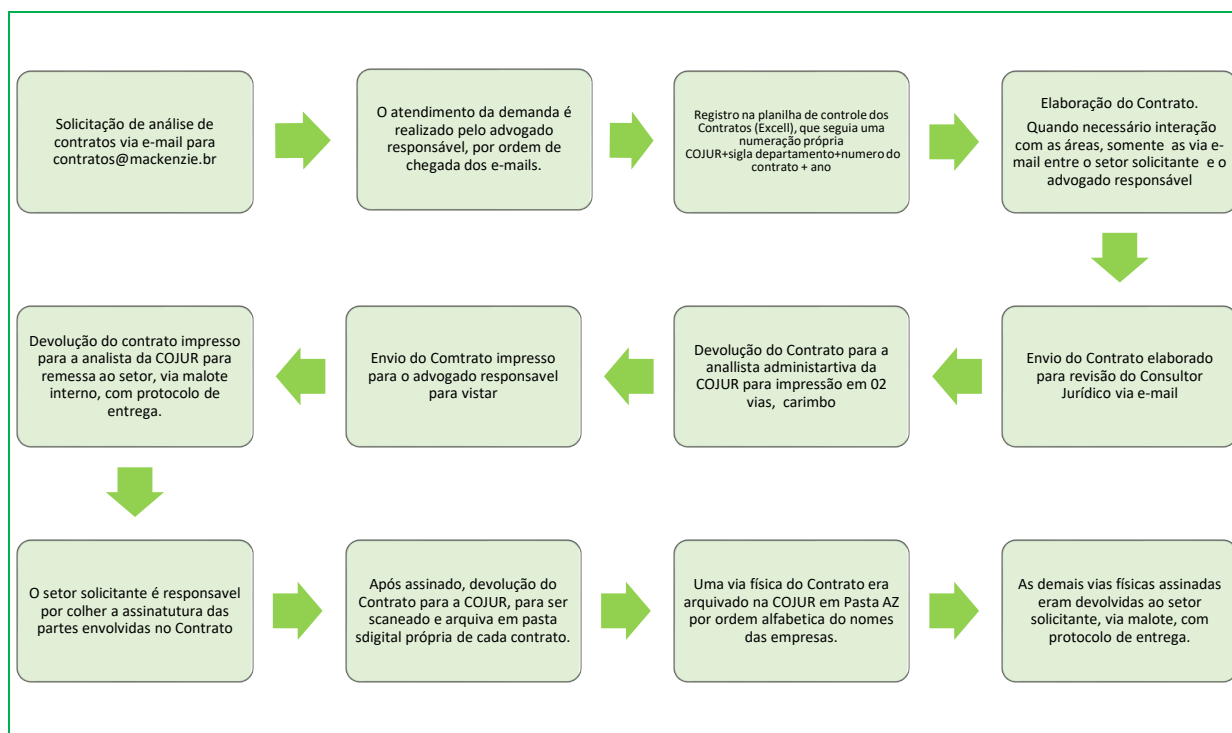 Solicitação de análise de
contratos via e-mail para
contratos@mackenzie.br
O atendimento da demanda é
realizado pelo advogado
responsável, por ordem de
chegada dos e-mails.
Registro na planilha de controle dos
Contratos (Excell), que seguia uma
numeração própria
COJUR+sigla departamento+numero do
contrato + ano
Elaboração do Contrato.
Quando necessário interação
com as áreas, somente  as via e-
mail entre o setor solicitante  e o
advogado responsável
Envio do Contrato elaborado
para revisão do Consultor
Jurídico via e-mail
Devolução do Contrato para a
anallista administartiva da
COJUR para impressão em 02
vias,  carimbo
Envio do Comtrato impresso
para o advogado responsavel
para vistar
Devolução do contrato impresso
para a analista da COJUR para
remessa ao setor, via malote
interno, com protocolo de
entrega.
O setor solicitante é responsavel
por colher a assinatutura das
partes envolvidas no Contrato
Após assinado, devolução do
Contrato para a COJUR, para ser
scaneado e arquiva em pasta
sdigital própria de cada contrato.
Uma via física do Contrato era
arquivado na COJUR em Pasta AZ
por ordem alfabetica do nomes
das empresas.
As demais vias físicas assinadas
eram devolvidas ao setor
solicitante, via malote, com
protocolo de entrega.